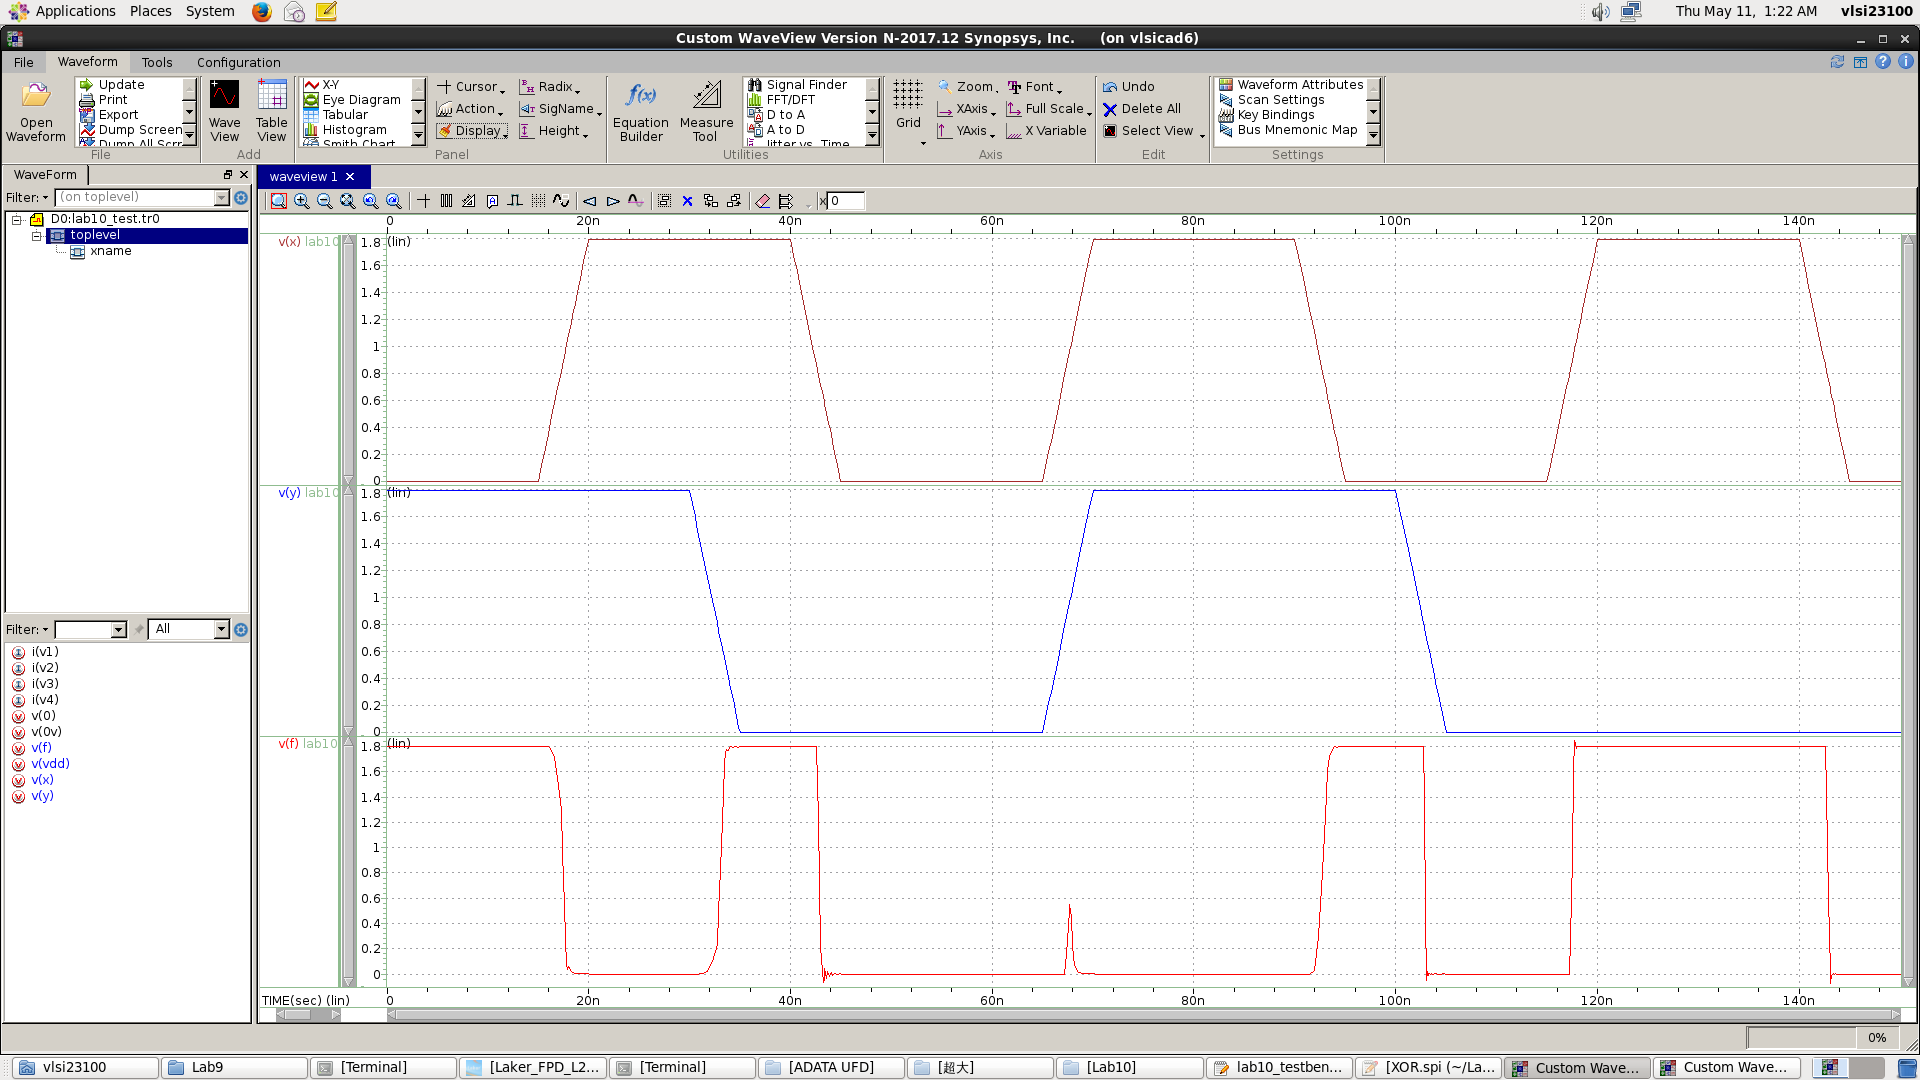 Applications Places System Thu May 11, 1:22 AM vlsi23100
Custom WaveView Version N-2017.12 Synopsys, Inc. (on vlsicad6)
File Waveform Tools Configuration
Open Waveform
Update
Print
Export
Dump Screen
Dump All Scr
File
Wave View
Table View
Add
X-Y
Eye Diagram
Tabular
Histogram
Smith Chart
Cursor
Action
Display
Radix
SigName
Height
Panel
Equation Builder
Measure Tool
Signal Finder
FFT/DFT
D to A
A to D
Jitter vs. Time
Utilities
Grid
Zoom
XAxis
YAxis
Font
Full Scale
X Variable
Axis
Undo
Delete All
Select View
Edit
Waveform Attributes
Scan Settings
Key Bindings
Bus Mnemonic Map
Settings
WaveForm
Filter: (on toplevel)
D0:lab10_test.tr0
toplevel
xname
Filter: All
i(v1)
i(v2)
i(v3)
i(v4)
v(0)
v(0v)
v(f)
v(vdd)
v(x)
v(y)
waveview 1
x 0
0 20n 40n 60n 80n 100n 120n 140n
v(x) lab10 1.8 (lin)
1.6
1.4
1.2
1
0.8
0.6
0.4
0.2
0
v(y) lab10 1.8 (lin)
1.6
1.4
1.2
1
0.8
0.6
0.4
0.2
0
v(f) lab10 1.8 (lin)
1.6
1.4
1.2
1
0.8
0.6
0.4
0.2
0
TIME(sec) (lin) 0 20n 40n 60n 80n 100n 120n 140n
0%
vlsi23100 Lab9 [Terminal] [Laker_FPD_L2... [Terminal] [ADATA UFD] [超大] [Lab10] lab10_testben... [XOR.spi (~/La... Custom Wave... Custom Wave...